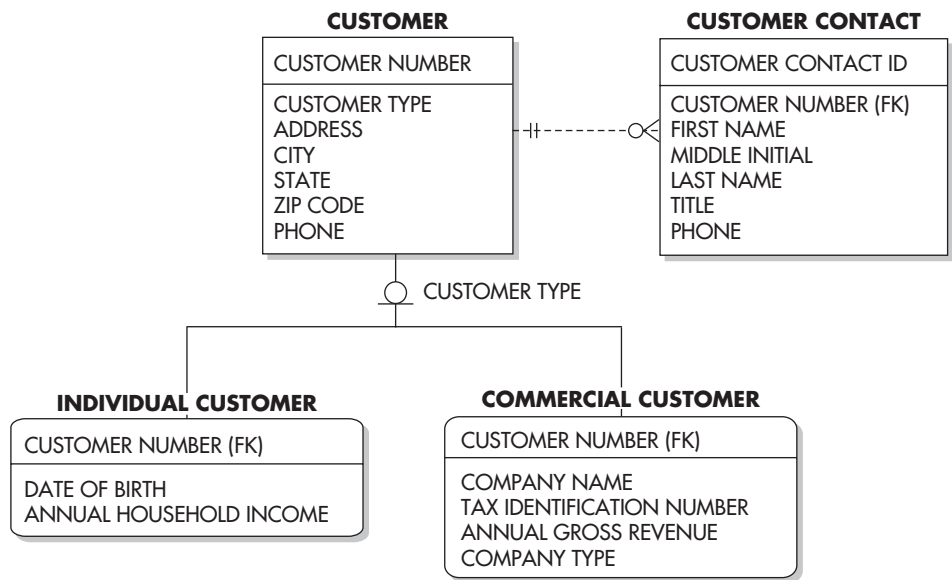 CUSTOMER
CUSTOMER NUMBER
CUSTOMER TYPE
ADDRESS
CITY
STATE
ZIP CODE
PHONE
CUSTOMER CONTACT
CUSTOMER CONTACT ID
CUSTOMER NUMBER (FK)
FIRST NAME
MIDDLE INITIAL
LAST NAME
TITLE
PHONE
CUSTOMER TYPE
INDIVIDUAL CUSTOMER
CUSTOMER NUMBER (FK)
DATE OF BIRTH
ANNUAL HOUSEHOLD INCOME
COMMERCIAL CUSTOMER
CUSTOMER NUMBER (FK)
COMPANY NAME
TAX IDENTIFICATION NUMBER
ANNUAL GROSS REVENUE
COMPANY TYPE